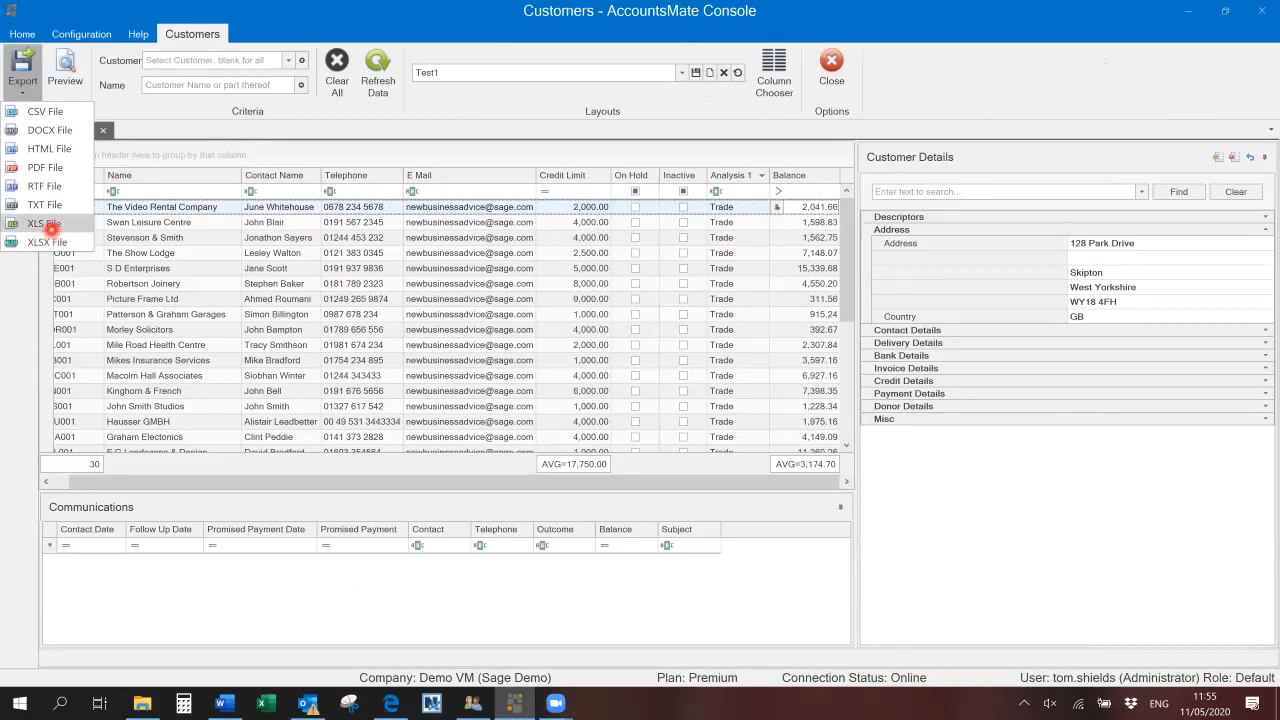 Customers - AccountsMate Console
Home Configuration Help Customers
Export Preview
Customer Select Customer, blank for all
Name Customer Name or part thereof
Clear All
Refresh Data
Criteria
Test1
Layouts
Column Chooser
Close
Options
CSV File
DOCX File
HTML File
PDF File
RTF File
TXT File
XLS File
XLSX File
header here to group by that column
Name Contact Name Telephone E Mail Credit Limit On Hold Inactive Analysis 1 Balance
The Video Rental Company June Whitehouse 0678 234 5678 newbusinessadvice@sage.com 2,000.00 Trade 2,041.66
Swan Leisure Centre John Blair 0191 567 2345 newbusinessadvice@sage.com 4,000.00 Trade 1,598.83
Stevenson & Smith Jonathon Sayers 01244 453 232 newbusinessadvice@sage.com 4,000.00 Trade 1,562.75
The Show Lodge Lesley Walton 0121 383 0345 newbusinessadvice@sage.com 2,500.00 Trade 7,148.07
E001 S D Enterprises Jane Scott 0191 937 9836 newbusinessadvice@sage.com 5,000.00 Trade 15,339.68
B001 Robertson Joinery Stephen Baker 0181 789 2323 newbusinessadvice@sage.com 8,000.00 Trade 4,550.20
C001 Picture Frame Ltd Ahmed Roumani 01249 265 9874 newbusinessadvice@sage.com 9,000.00 Trade 311.56
T001 Patterson & Graham Garages Simon Billington 0987 678 234 newbusinessadvice@sage.com 1,000.00 Trade 915.24
OR001 Morley Solicitors John Bampton 01789 656 556 newbusinessadvice@sage.com 4,000.00 Trade 392.67
L001 Mile Road Health Centre Tracy Smithson 01981 674 234 newbusinessadvice@sage.com 2,000.00 Trade 2,307.84
001 Mikes Insurance Services Mike Bradford 01754 234 895 newbusinessadvice@sage.com 1,000.00 Trade 3,597.16
C001 Malcolm Hall Associates Siobhan Winter 01244 343433 newbusinessadvice@sage.com 4,000.00 Trade 6,927.16
N001 Kinghorn & French John Bell 0191 676 5656 newbusinessadvice@sage.com 6,000.00 Trade 7,398.35
S001 John Smith Studios John Smith 01327 617 542 newbusinessadvice@sage.com 1,000.00 Trade 1,228.34
U001 Hausser GMBH Alistair Leadbetter 00 49 531 3443334 newbusinessadvice@sage.com 4,000.00 Trade 1,975.16
A001 Graham Electonics Clint Peddie 0141 373 2828 newbusinessadvice@sage.com 4,000.00 Trade 4,149.09
30 AVG=17,750.00 AVG=3,174.70
Communications
Contact Date Follow Up Date Promised Payment Date Promised Payment Contact Telephone Outcome Balance Subject
Customer Details
Enter text to search... Find Clear
Descriptors
Address
Address 128 Park Drive
Skipton
West Yorkshire
WY18 4FH
Country GB
Contact Details
Delivery Details
Bank Details
Invoice Details
Credit Details
Payment Details
Donor Details
Misc
Company: Demo VM (Sage Demo) Plan: Premium Connection Status: Online User: tom.shields (Administrator) Role: Default
ENG 11:55
11/05/2020